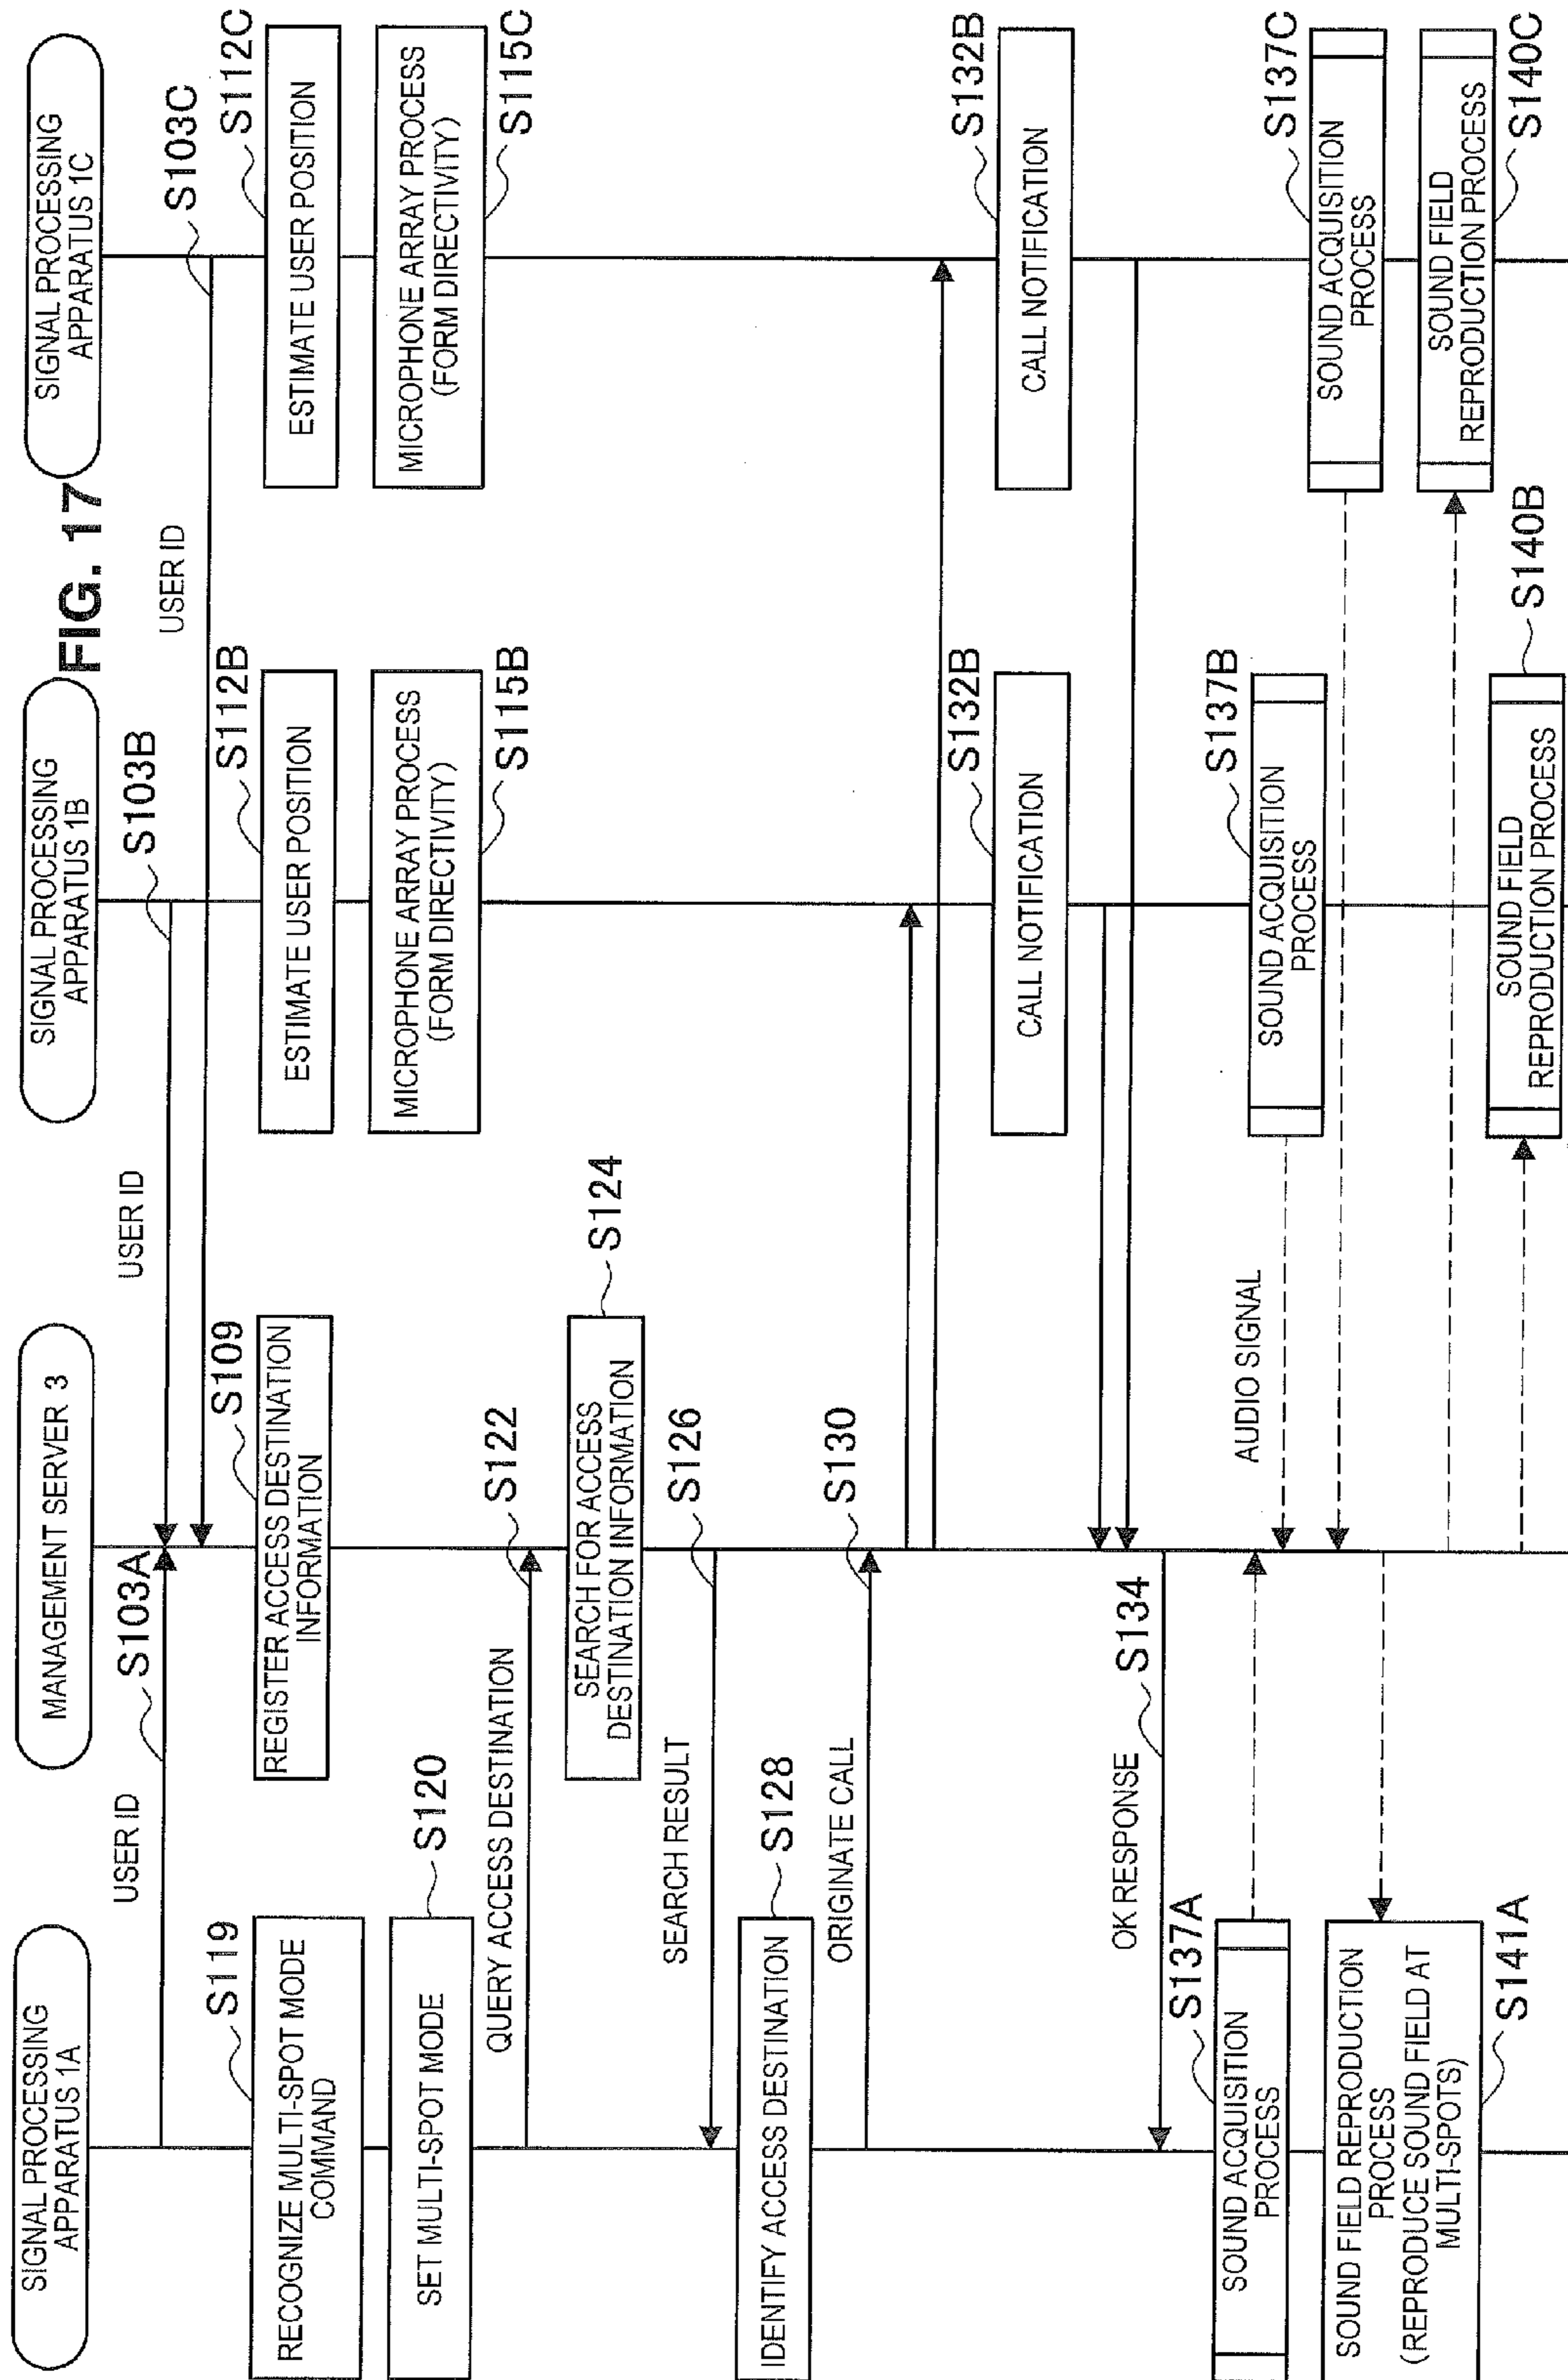 FIG. 17
SIGNAL PROCESSING
APPARATUS 1A
MANAGEMENT SERVER 3
SIGNAL PROCESSING
APPARATUS 1B
SIGNAL PROCESSING
APPARATUS 1C
USER ID
S103A
USER ID
S103B
USER ID
S103C
S119
RECOGNIZE MULTI-SPOT MODE
COMMAND
S109
REGISTER ACCESS DESTINATION
INFORMATION
S112B
ESTIMATE USER POSITION
S112C
ESTIMATE USER POSITION
SET MULTI-SPOT MODE
S120
MICROPHONE ARRAY PROCESS
(FORM DIRECTIVITY)
S115B
MICROPHONE ARRAY PROCESS
(FORM DIRECTIVITY)
S115C
QUERY ACCESS DESTINATION
S122
SEARCH FOR ACCESS
DESTINATION INFORMATION
S124
SEARCH RESULT
S126
IDENTIFY ACCESS DESTINATION
S128
ORIGINATE CALL
S130
CALL NOTIFICATION
S132B
CALL NOTIFICATION
S132B
OK RESPONSE
S134
S137A
SOUND ACQUISITION
PROCESS
AUDIO SIGNAL
SOUND ACQUISITION
PROCESS
S137B
SOUND ACQUISITION
PROCESS
S137C
SOUND FIELD REPRODUCTION
PROCESS
(REPRODUCE SOUND FIELD AT
MULTI-SPOTS)
S141A
SOUND FIELD
REPRODUCTION PROCESS
S140B
SOUND FIELD
REPRODUCTION PROCESS
S140C